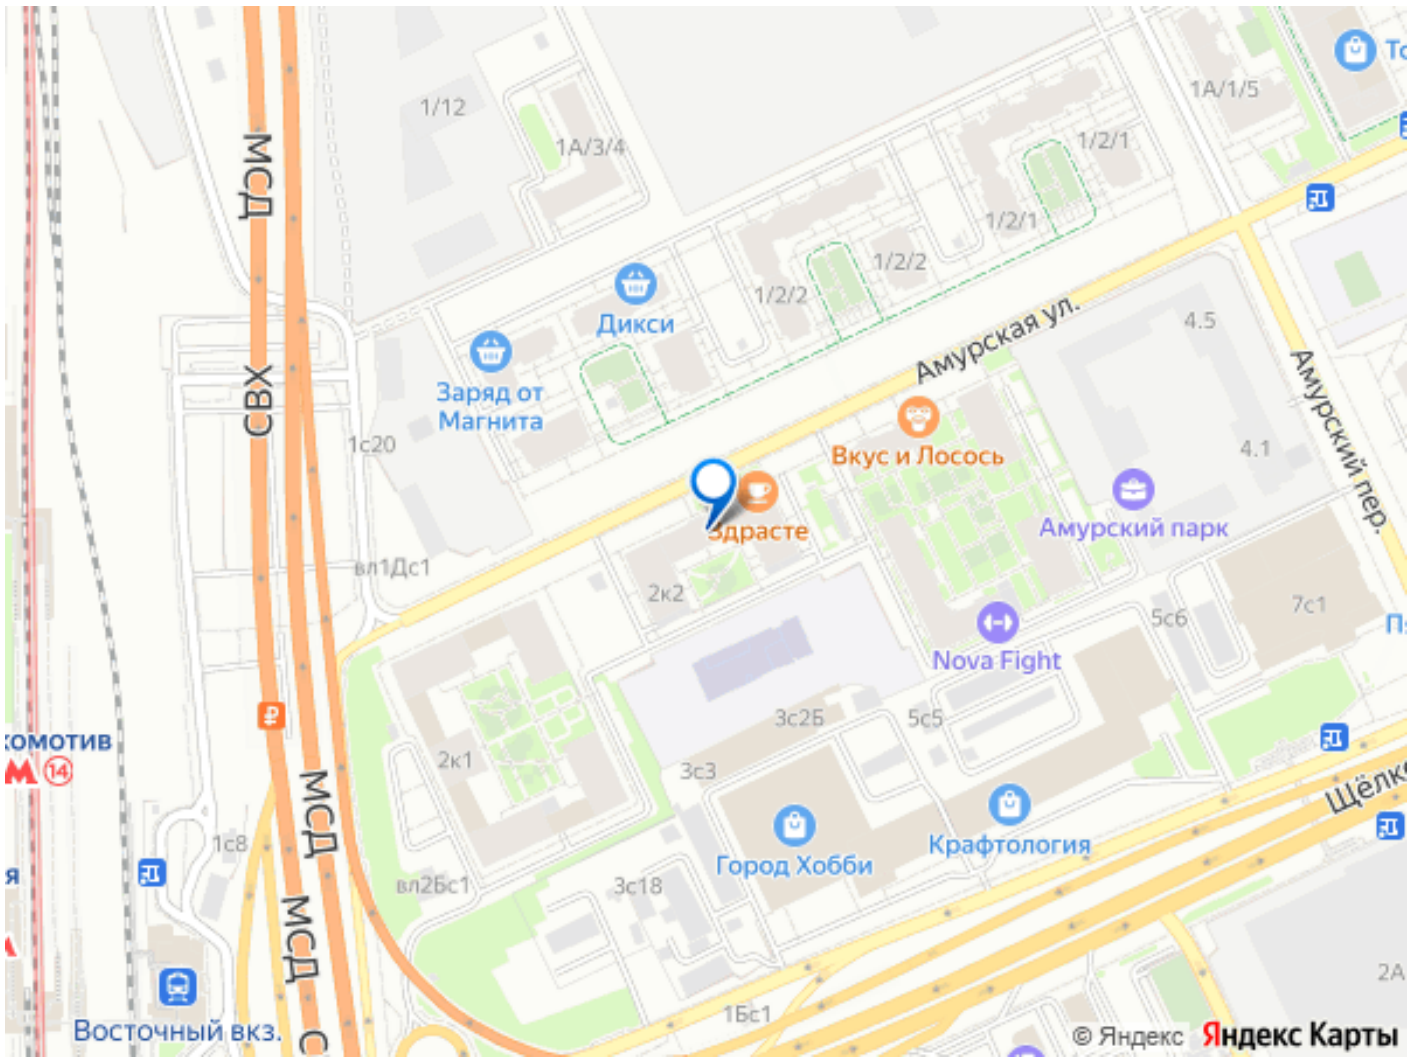 1/12
1А/3/4
1А/1/5
1/2/1
МСД
1/2/1
1/2/2
1/2/2
Дикси
Амурская ул.
4.5
СВХ
Заряд от
Магнита
1с20
Амурский пер.
Вкус и Лосось
4.1
Амурский парк
Здрасте
вл1Дс1
2к2
7с1
5с6
Nova Fight
3с2Б
5с5
комотив
14
2к1
3с3
МСД
Щёлк
1с8
Город Хобби
Крафтология
вл2Бс1
3с18
МСД
я
2А
1Бс1
Восточный вкз.
© Яндекс
Яндекс Карты